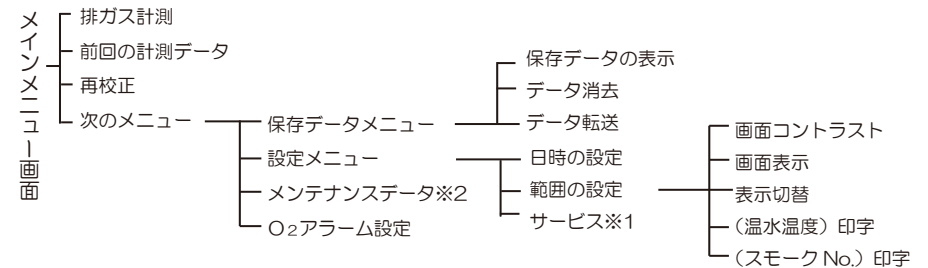 メインメニュー画面
排ガス計測
前回の計測データ
再校正
次のメニュー
保存データメニュー
設定メニュー
メンテナンスデータ※2
O2アラーム設定
保存データの表示
データ消去
データ転送
日時の設定
範囲の設定
サービス※1
画面コントラスト
画面表示
表示切替
（温水温度）印字
（スモークNo.）印字